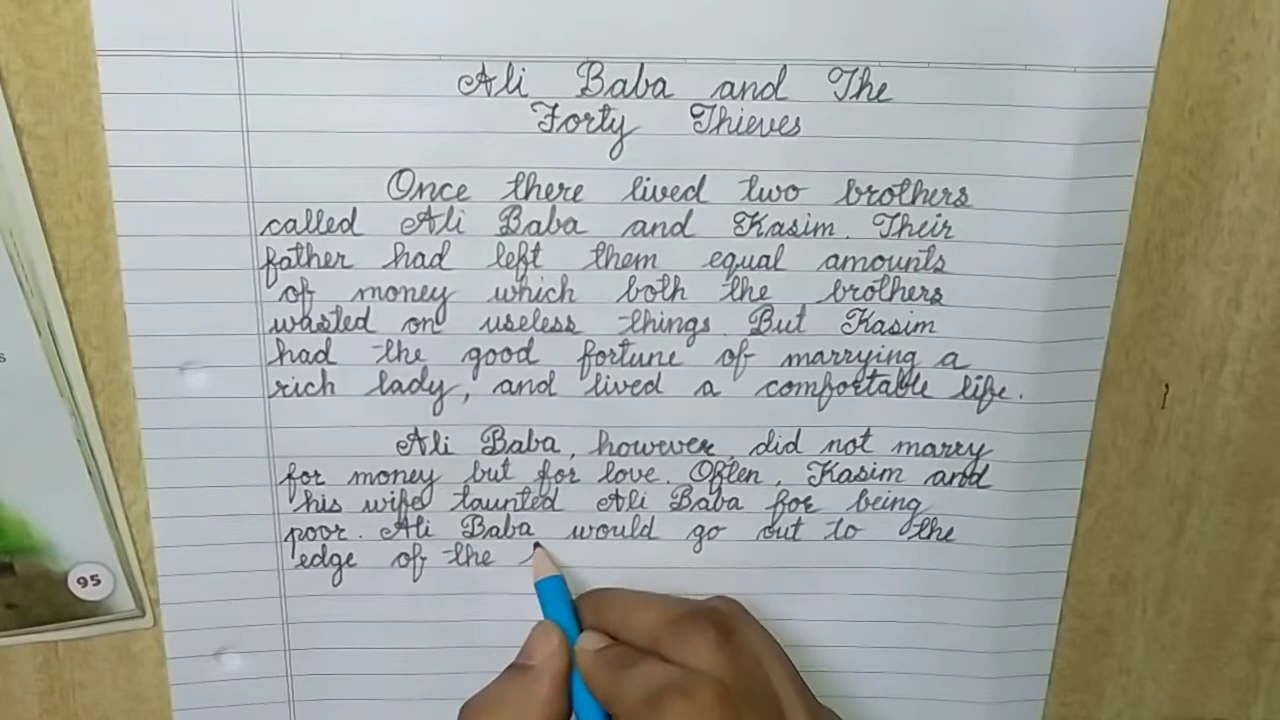 Ali Baba and The
Forty Thieves
Once there lived two brothers
called Ali Baba and Kasim. Their
father had left them equal amounts
of money which both the brothers
wasted on useless things. But Kasim
had the good fortune of marrying a
rich lady, and lived a comfortable life.
Ali Baba, however, did not marry
for money but for love. Often, Kasim and
his wife taunted Ali Baba for being
poor. Ali Baba would go out to the
edge of the
95